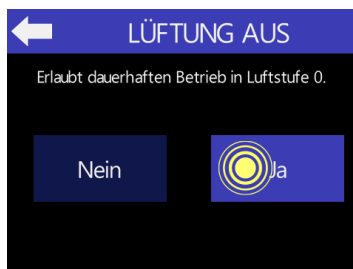 LÜFTUNG AUS
Erlaubt dauerhaften Betrieb in Luftstufe 0.
Nein
Ja